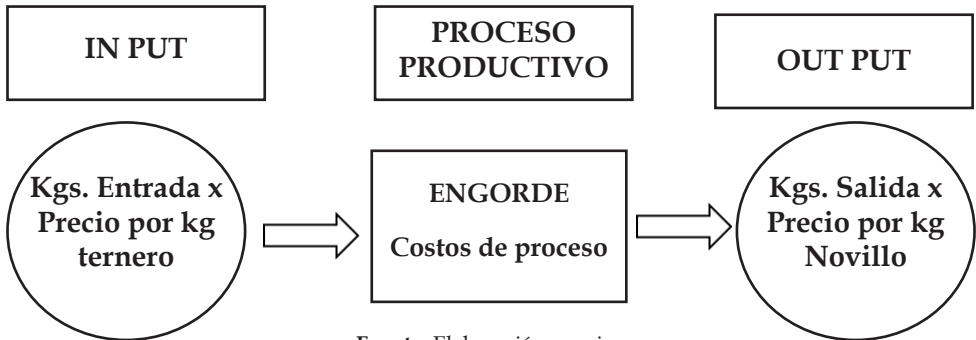 IN PUT
PROCESO
PRODUCTIVO
OUT PUT
Kgs. Entrada x
Precio por kg
ternero
ENGORDE
Costos de proceso
Kgs. Salida x
Precio por kg
Novillo